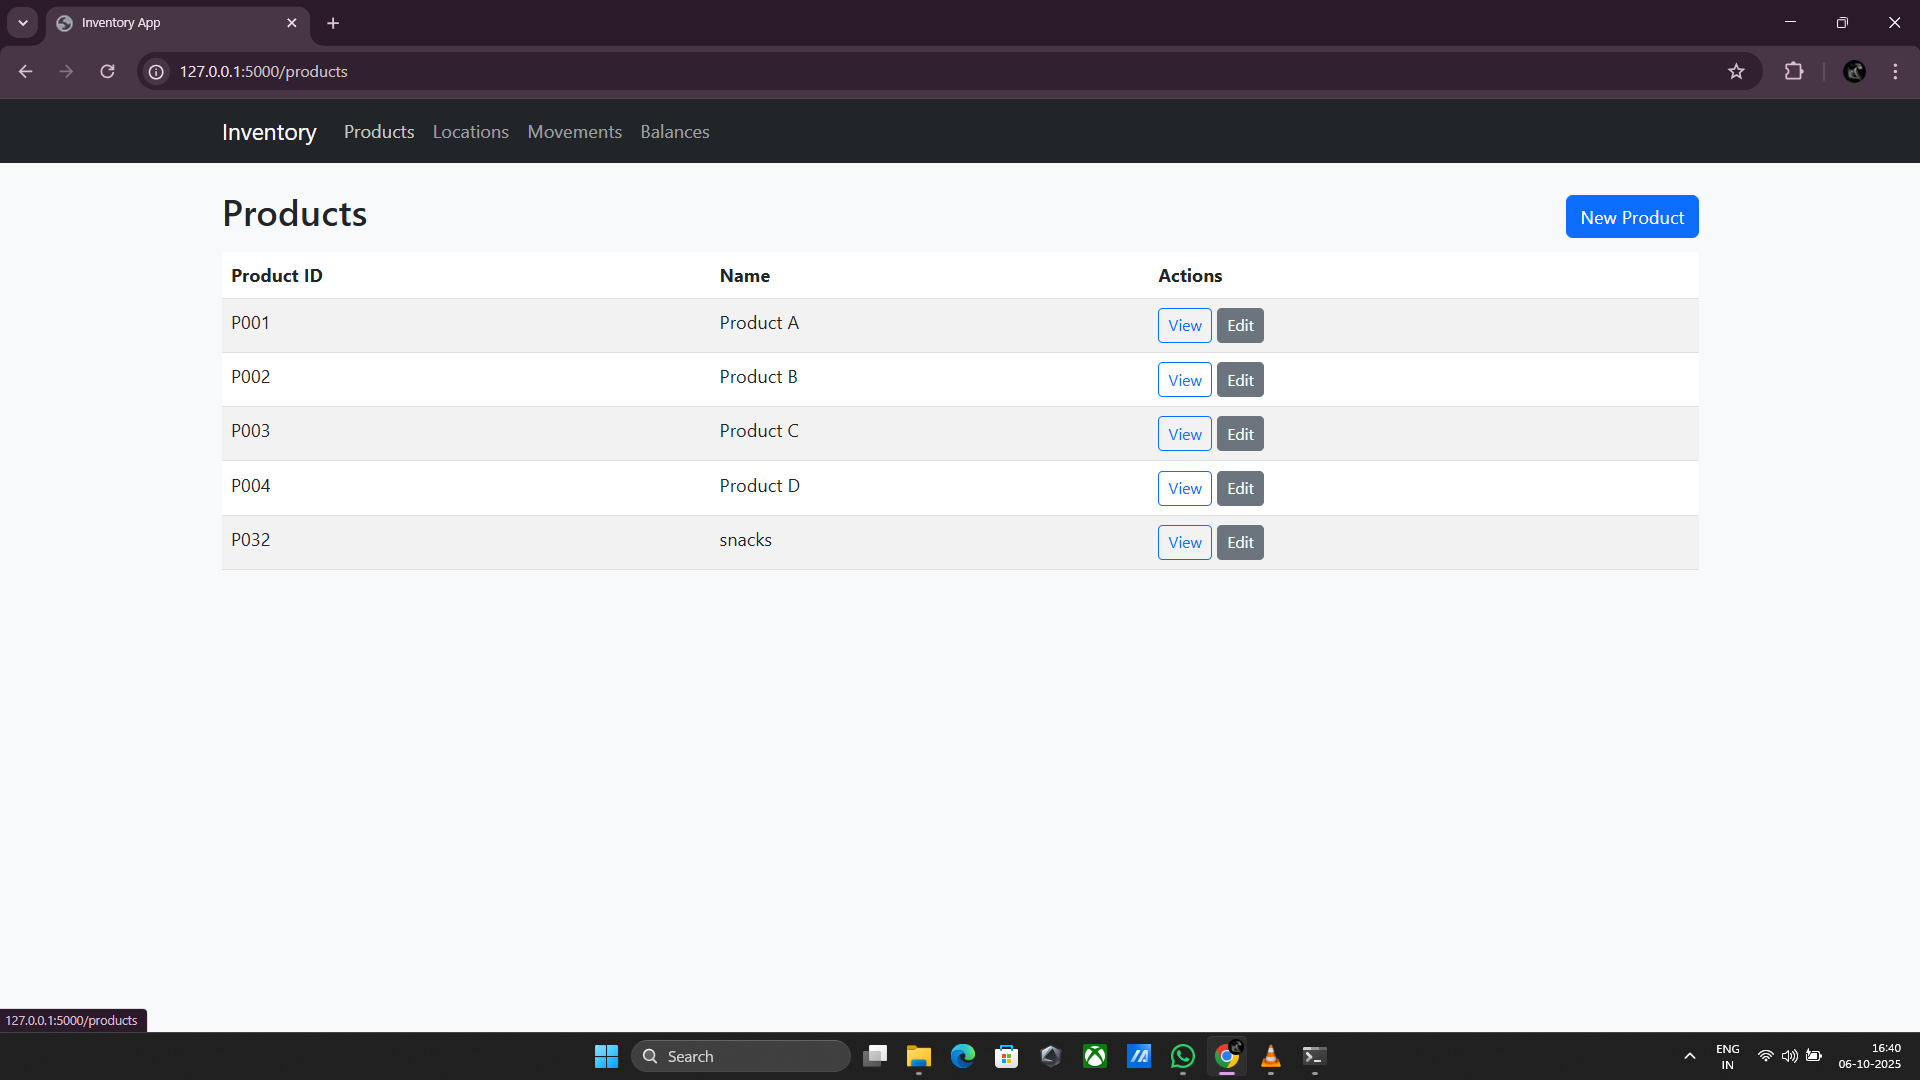 Inventory App
127.0.0.1:5000/products
Inventory Products Locations Movements Balances
Products
New Product
Product ID Name Actions
P001 Product A View Edit
P002 Product B View Edit
P003 Product C View Edit
P004 Product D View Edit
P032 snacks View Edit
127.0.0.1:5000/products
Search
ENG
IN
16:40
06-10-2025